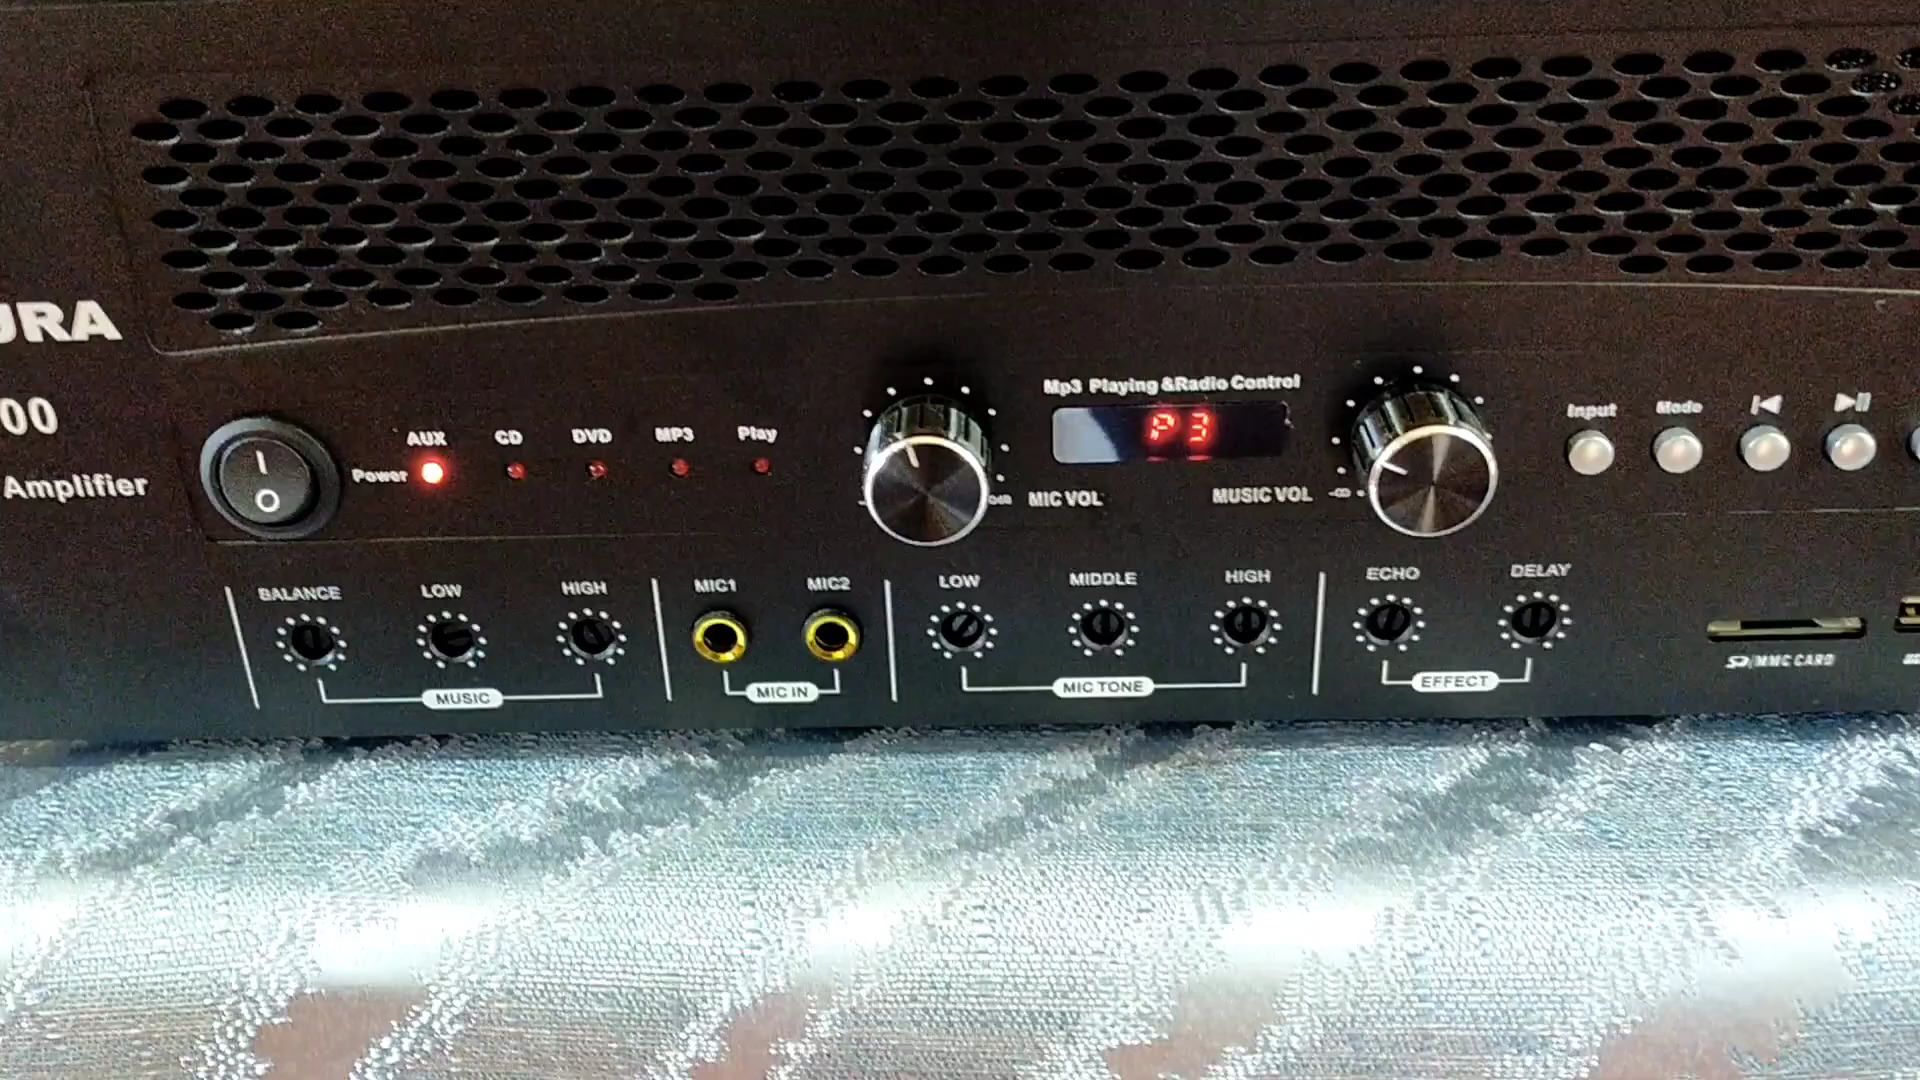 URA
00
Amplifier
I
O
Power
AUX
CD
DVD
MP3
Play
Mp3 Playing &Radio Control
P3
0dB
MIC VOL
MUSIC VOL
-∞
Input
Mode
BALANCE
LOW
HIGH
MUSIC
MIC1
MIC2
MIC IN
LOW
MIDDLE
HIGH
MIC TONE
ECHO
DELAY
EFFECT
SD/MMC CARD